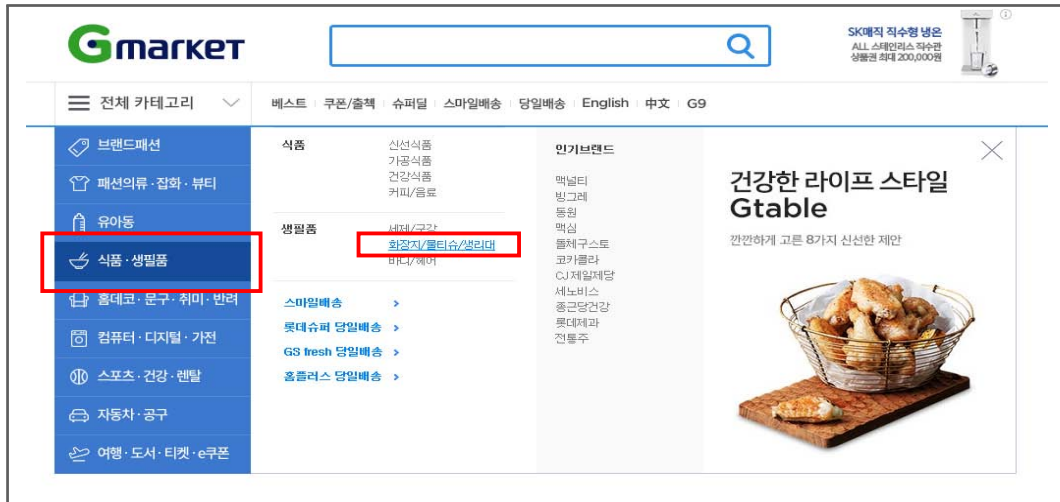 Gmarket
SK매직 직수형 냉온
ALL 스테인리스 직수관
상품권 최대 200,000원
전체 카테고리
베스트 쿠폰/출첵 슈퍼딜 스마일배송 당일배송 English 中文 G9
브랜드패션
패션의류·잡화·뷰티
유아동
식품·생필품
홈데코·문구·취미·반려
컴퓨터·디지털·가전
스포츠·건강·렌탈
자동차·공구
여행·도서·티켓·e쿠폰
식품
신선식품
가공식품
건강식품
커피/음료
생필품
세제/구강
화장지/물티슈/생리대
바디/헤어
스마일배송 >
롯데슈퍼 당일배송 >
GS fresh 당일배송 >
홈플러스 당일배송 >
인기브랜드
맥널티
빙그레
동원
맥심
돌체구스토
코카콜라
CJ제일제당
세노비스
종근당건강
롯데제과
전통주
건강한 라이프 스타일
Gtable
깐깐하게 고른 8가지 신선한 제안